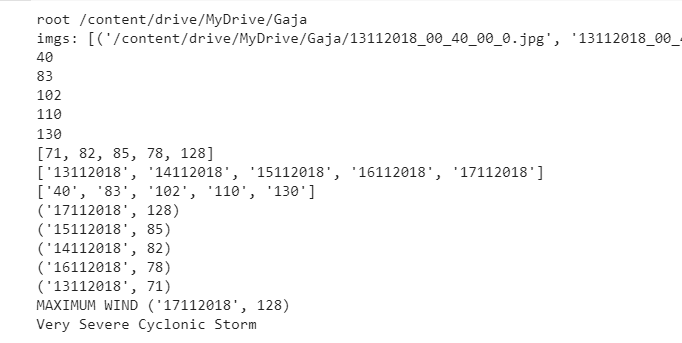 root /content/drive/MyDrive/Gaja
imgs: [('/content/drive/MyDrive/Gaja/13112018_00_40_00_0.jpg', '13112018_00_
40
83
102
110
130
[71, 82, 85, 78, 128]
['13112018', '14112018', '15112018', '16112018', '17112018']
['40', '83', '102', '110', '130']
('17112018', 128)
('15112018', 85)
('14112018', 82)
('16112018', 78)
('13112018', 71)
MAXIMUM WIND ('17112018', 128)
Very Severe Cyclonic Storm